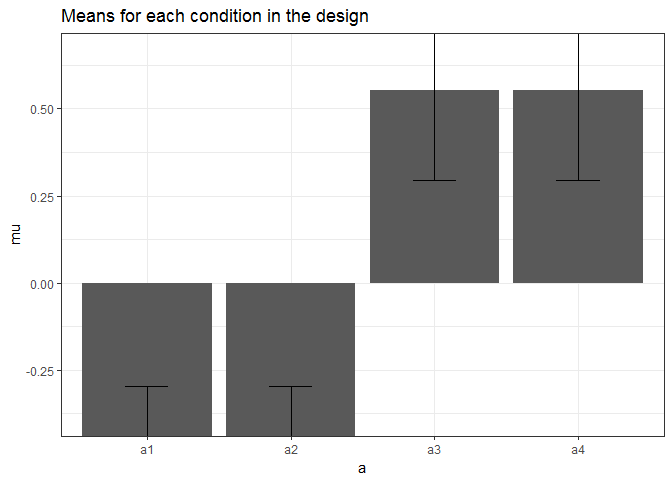 Means for each condition in the design
mu
0.50
0.25
0.00
-0.25
a1 a2 a3 a4
a